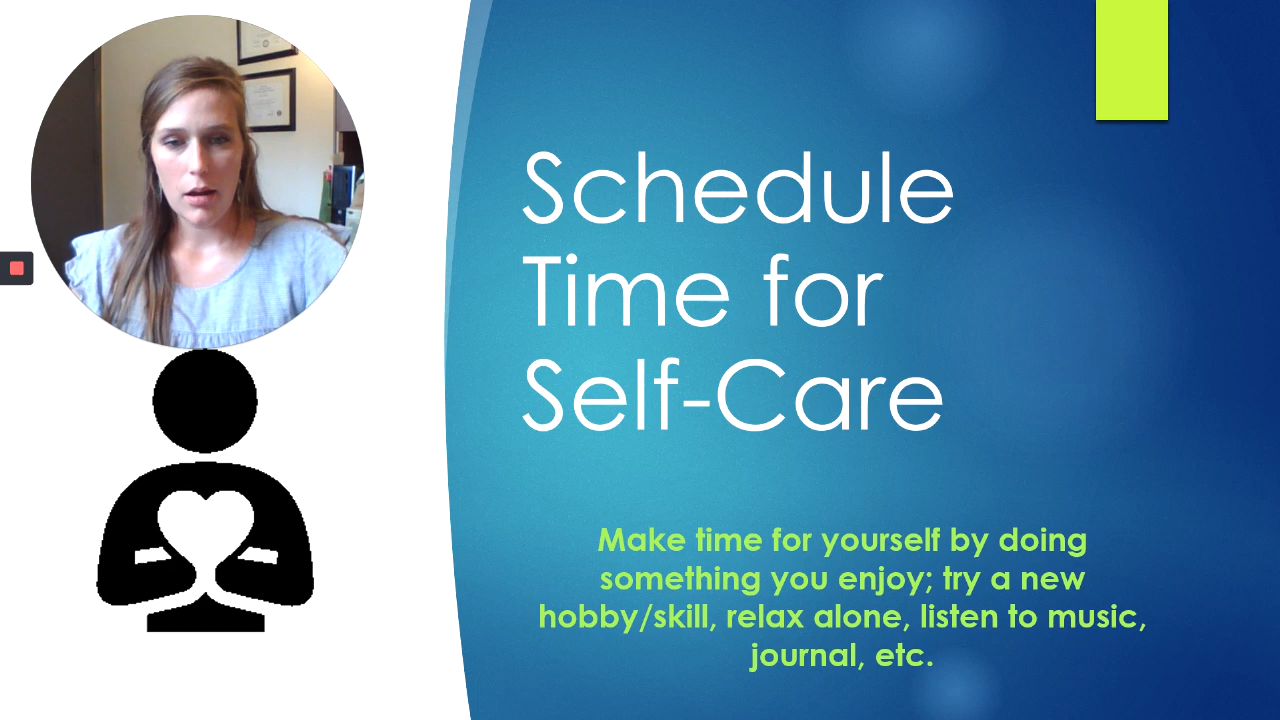 Schedule
Time for
Self-Care
Make time for yourself by doing
something you enjoy; try a new
hobby/skill, relax alone, listen to music,
journal, etc.